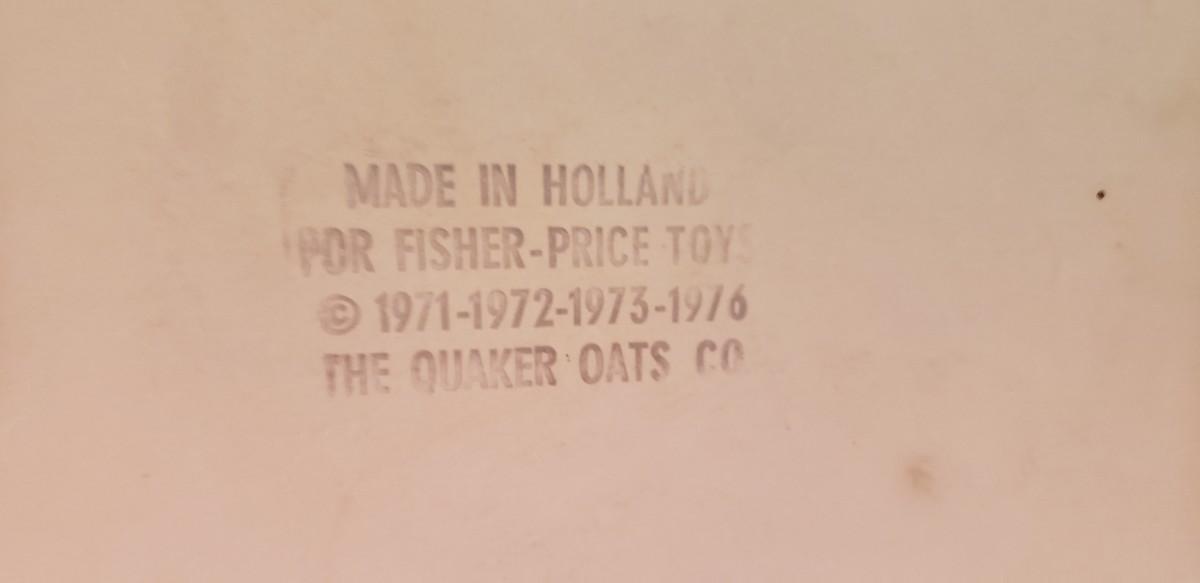 MADE IN HOLLAND
FOR FISHER-PRICE TOYS
© 1971-1972-1973-1976
THE QUAKER OATS CO